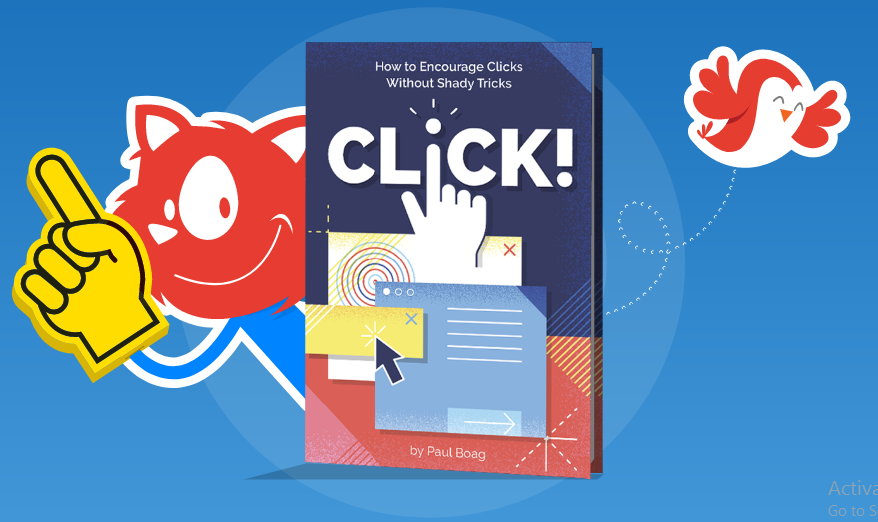 How to Encourage Clicks
Without Shady Tricks
CLiCK!
by Paul Boag
Activa
Go to S